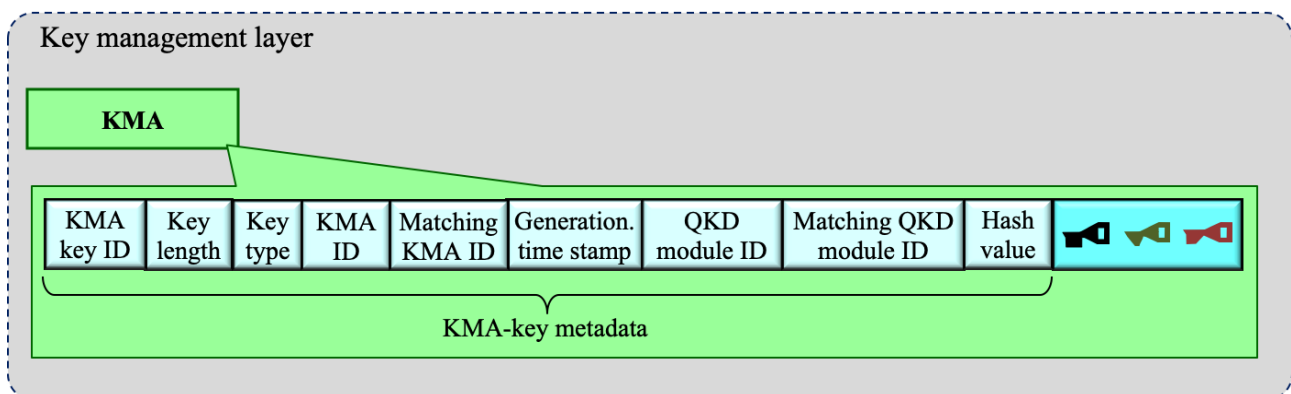 Key management layer
KMA
KMA Key Key KMA Matching Generation. QKD Matching QKD Hash
key ID length type ID KMA ID time stamp module ID module ID value
KMA-key metadata